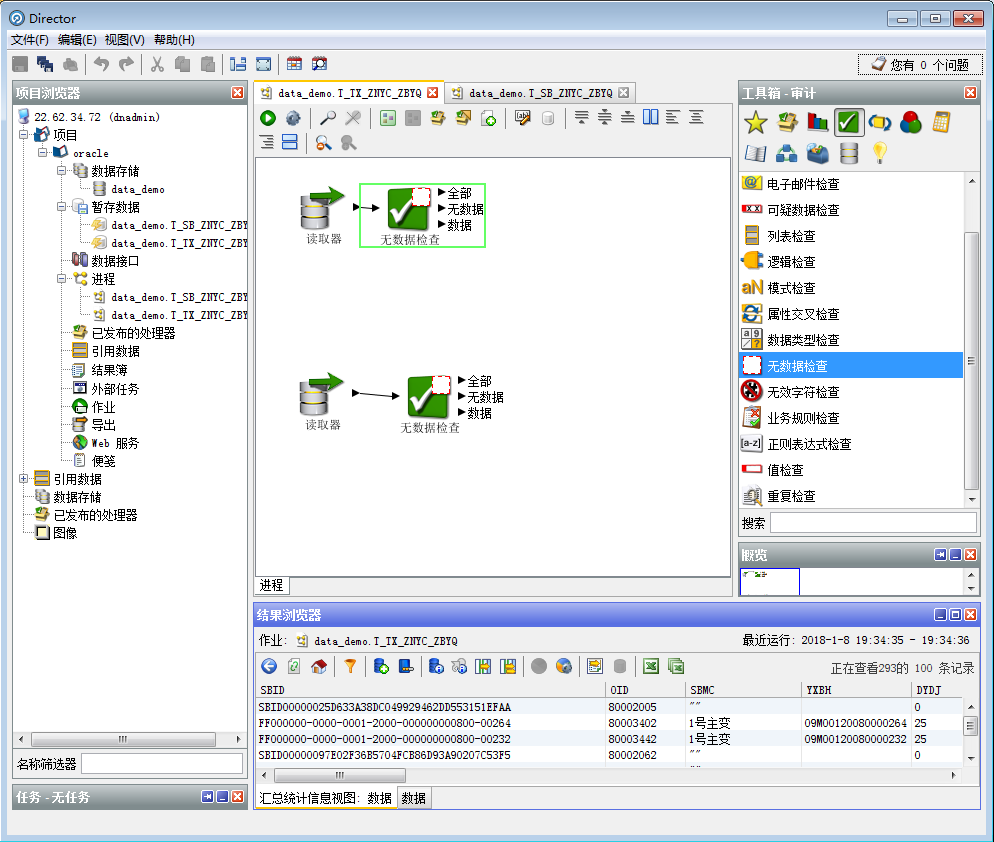 Director
文件(F) 编辑(E) 视图(V) 帮助(H)
您有 0 个问题
项目浏览器
22.62.34.72 (dnadmin)
项目
oracle
数据存储
data_demo
暂存数据
data_demo.T_SB_ZNYC_ZBY
data_demo.T_TX_ZNYC_ZBY
数据接口
进程
data_demo.T_SB_ZNYC_ZBY
data_demo.T_TX_ZNYC_ZBY
已发布的处理器
引用数据
结果簿
外部任务
作业
导出
Web 服务
便笺
引用数据
数据存储
已发布的处理器
图像
名称筛选器
任务 - 无任务
data_demo.T_TX_ZNYC_ZBYQ
data_demo.T_SB_ZNYC_ZBYQ
读取器
无数据检查
全部
无数据
数据
读取器
无数据检查
全部
无数据
数据
进程
工具箱 - 审计
电子邮件检查
可疑数据检查
列表检查
逻辑检查
aN 模式检查
属性交叉检查
数据类型检查
无数据检查
无效字符检查
业务规则检查
[a-z] 正则表达式检查
值检查
重复检查
搜索
概览
结果浏览器
作业: data_demo.T_TX_ZNYC_ZBYQ
最近运行: 2018-1-8 19:34:35 - 19:34:36
正在查看293的 100 条记录
SBID OID SBMC YXBH DYDJ
SBID00000025D633A38DC049929462DD553151EFAA 80002005 "" 0
FF000000-0000-0001-2000-000000000800-00264 80003402 1号主变 09M00120080000264 25
FF000000-0000-0001-2000-000000000800-00232 80003442 1号主变 09M00120080000232 25
SBID00000097E02F36B5704FCB86D93A90207C53F5 80002062 "" 0
汇总统计信息视图: 数据 数据